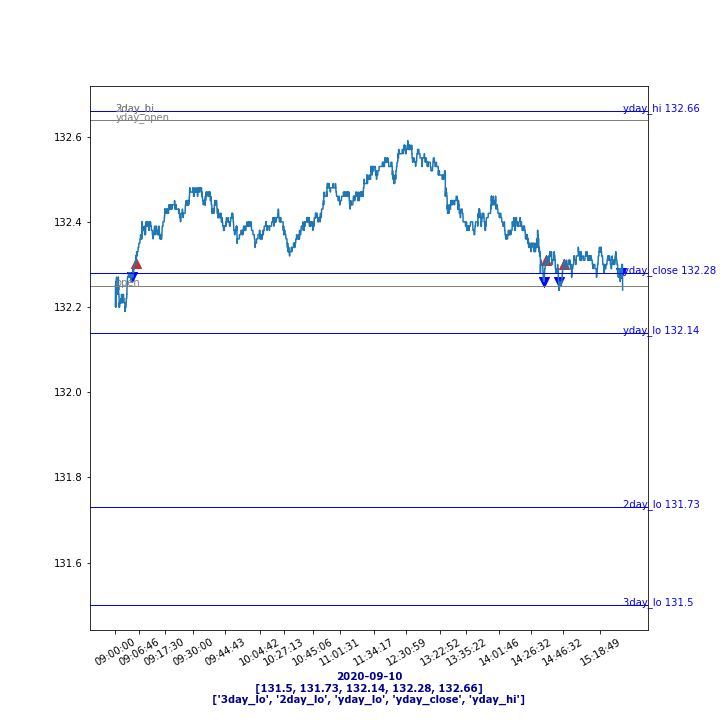 3day_hi
yday_hi 132.66
yday_open
132.6
132.4
yday_close 132.28
open
132.2
yday_lo 132.14
132.0
131.8
2day_lo 131.73
131.6
3day_lo 131.5
09:00:00
09:06:46
09:17:30
09:30:00
09:44:43
10:04:42
10:27:13
10:45:06
11:01:31
11:34:17
12:30:59
13:22:52
13:35:22
14:01:46
14:26:32
14:46:32
15:18:49
2020-09-10
[131.5, 131.73, 132.14, 132.28, 132.66]
['3day_lo', '2day_lo', 'yday_lo', 'yday_close', 'yday_hi']